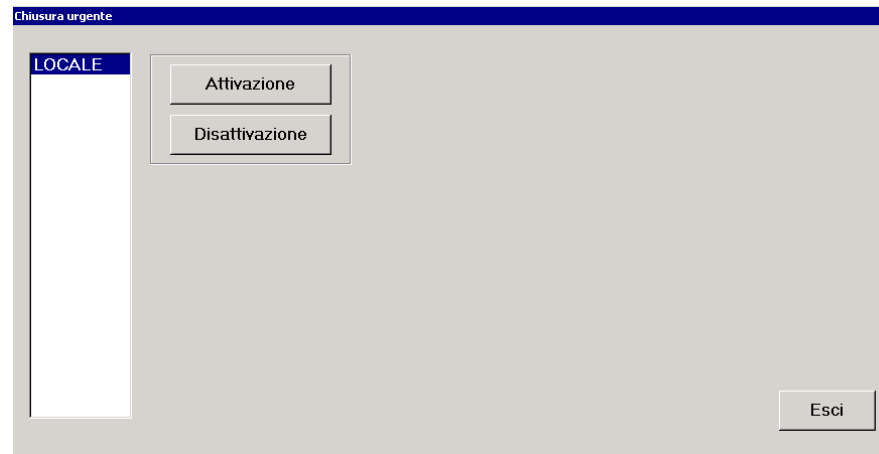 Chiusura urgente
LOCALE
Attivazione
Disattivazione
Esci